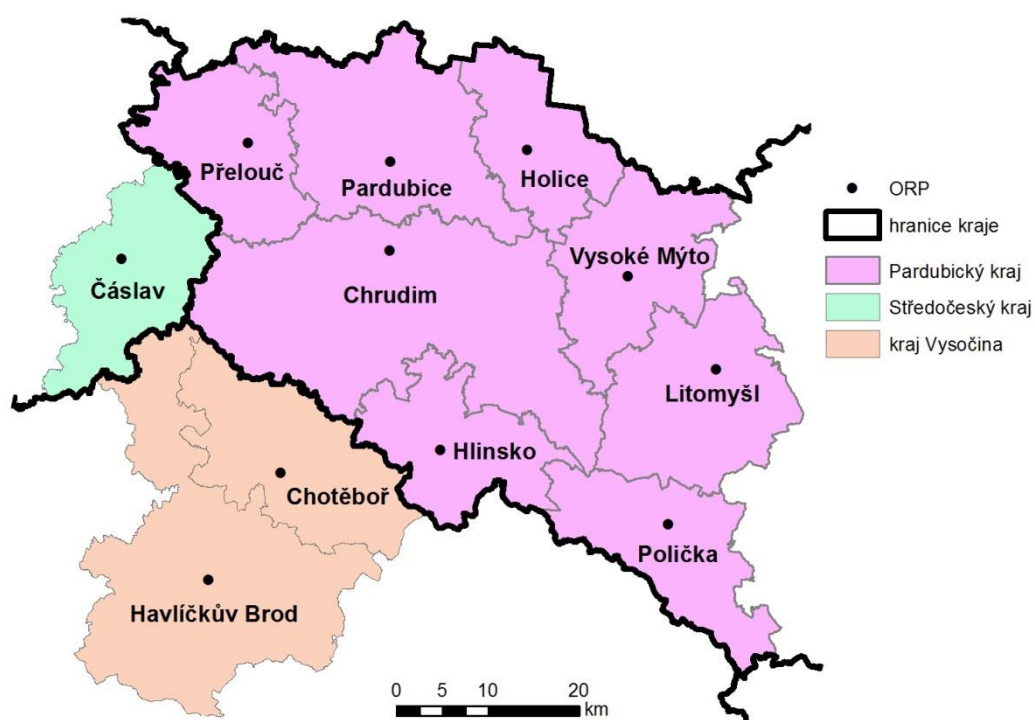 Přelouč
Pardubice
Holice
Čáslav
Chrudim
Vysoké Mýto
Litomyšl
Hlinsko
Chotěboř
Polička
Havlíčkův Brod
ORP
hranice kraje
Pardubický kraj
Středočeský kraj
kraj Vysočina
0 5 10 20
km